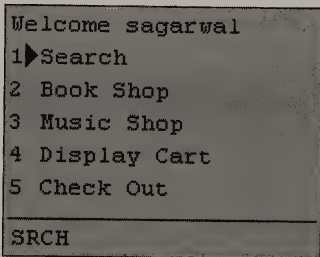 Welcome sagarwal
1▶Search
2 Book Shop
3 Music Shop
4 Display Cart
5 Check Out
SRCH